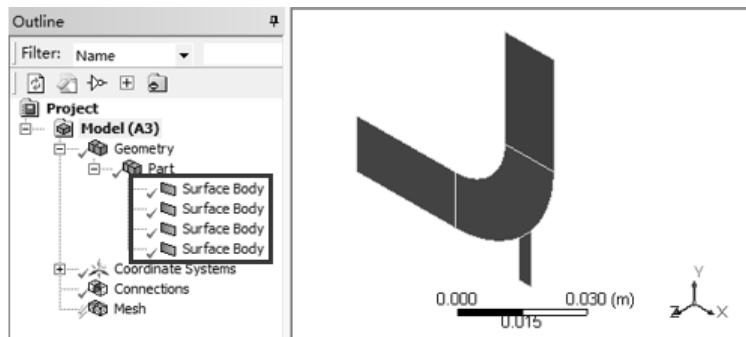 Outline
Filter: Name
Project
Model (A3)
Geometry
Part
Surface Body
Surface Body
Surface Body
Surface Body
Coordinate Systems
Connections
Mesh
0.000 0.030 (m)
0.015
Y
Z X